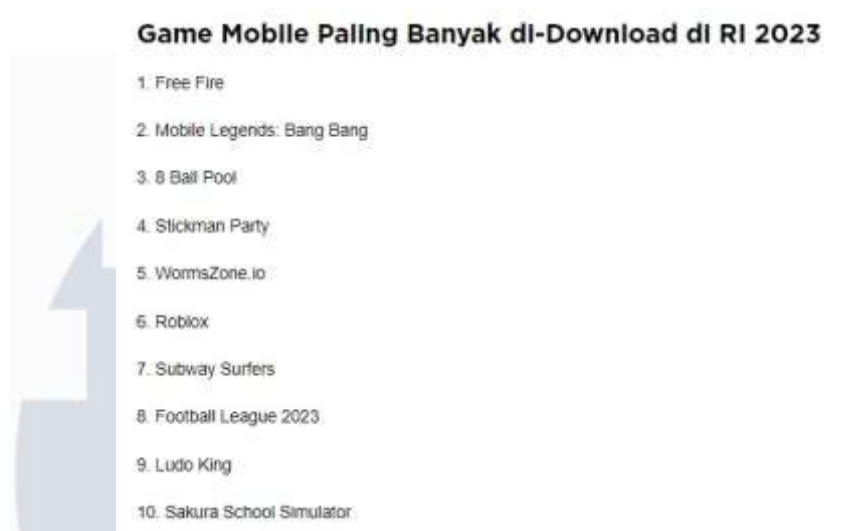 Game Mobile Paling Banyak di-Download di RI 2023
1. Free Fire
2. Mobile Legends: Bang Bang
3. 8 Ball Pool
4. Stickman Party
5. WormsZone.io
6. Roblox
7. Subway Surfers
8. Football League 2023
9. Ludo King
10. Sakura School Simulator